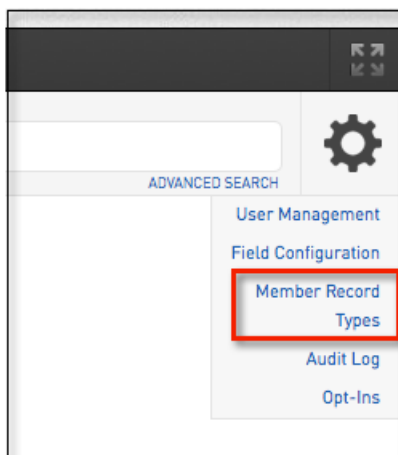 ADVANCED SEARCH
User Management
Field Configuration
Member Record
Types
Audit Log
Opt-Ins